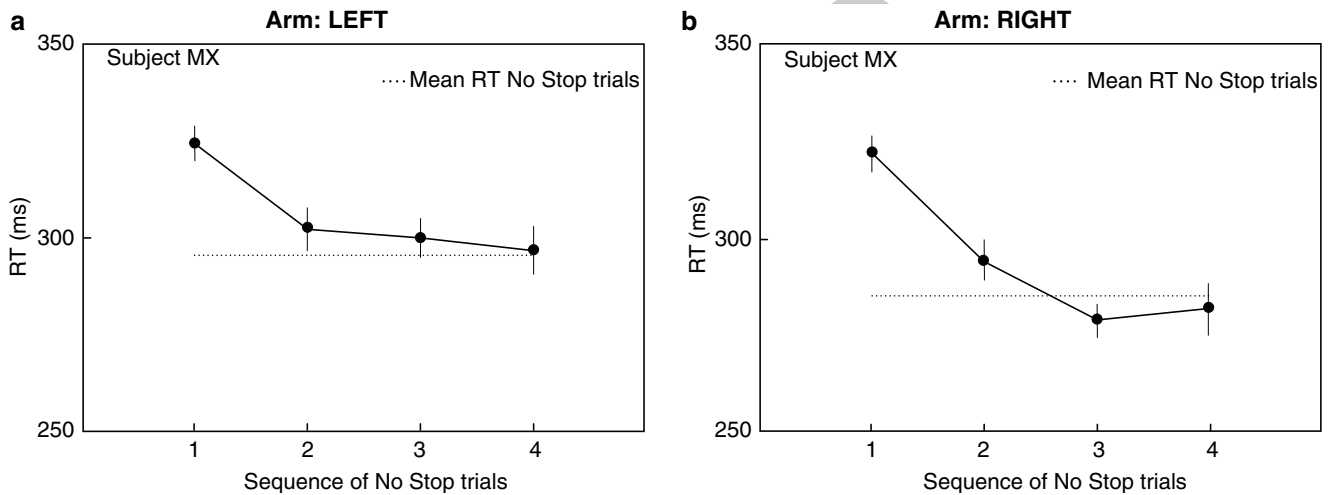 a
Arm: LEFT
350
Subject MX
····Mean RT No Stop trials
300
RT (ms)
250
1 2 3 4
Sequence of No Stop trials
b
Arm: RIGHT
350
Subject MX
···· Mean RT No Stop trials
300
RT (ms)
250
1 2 3 4
Sequence of No Stop trials